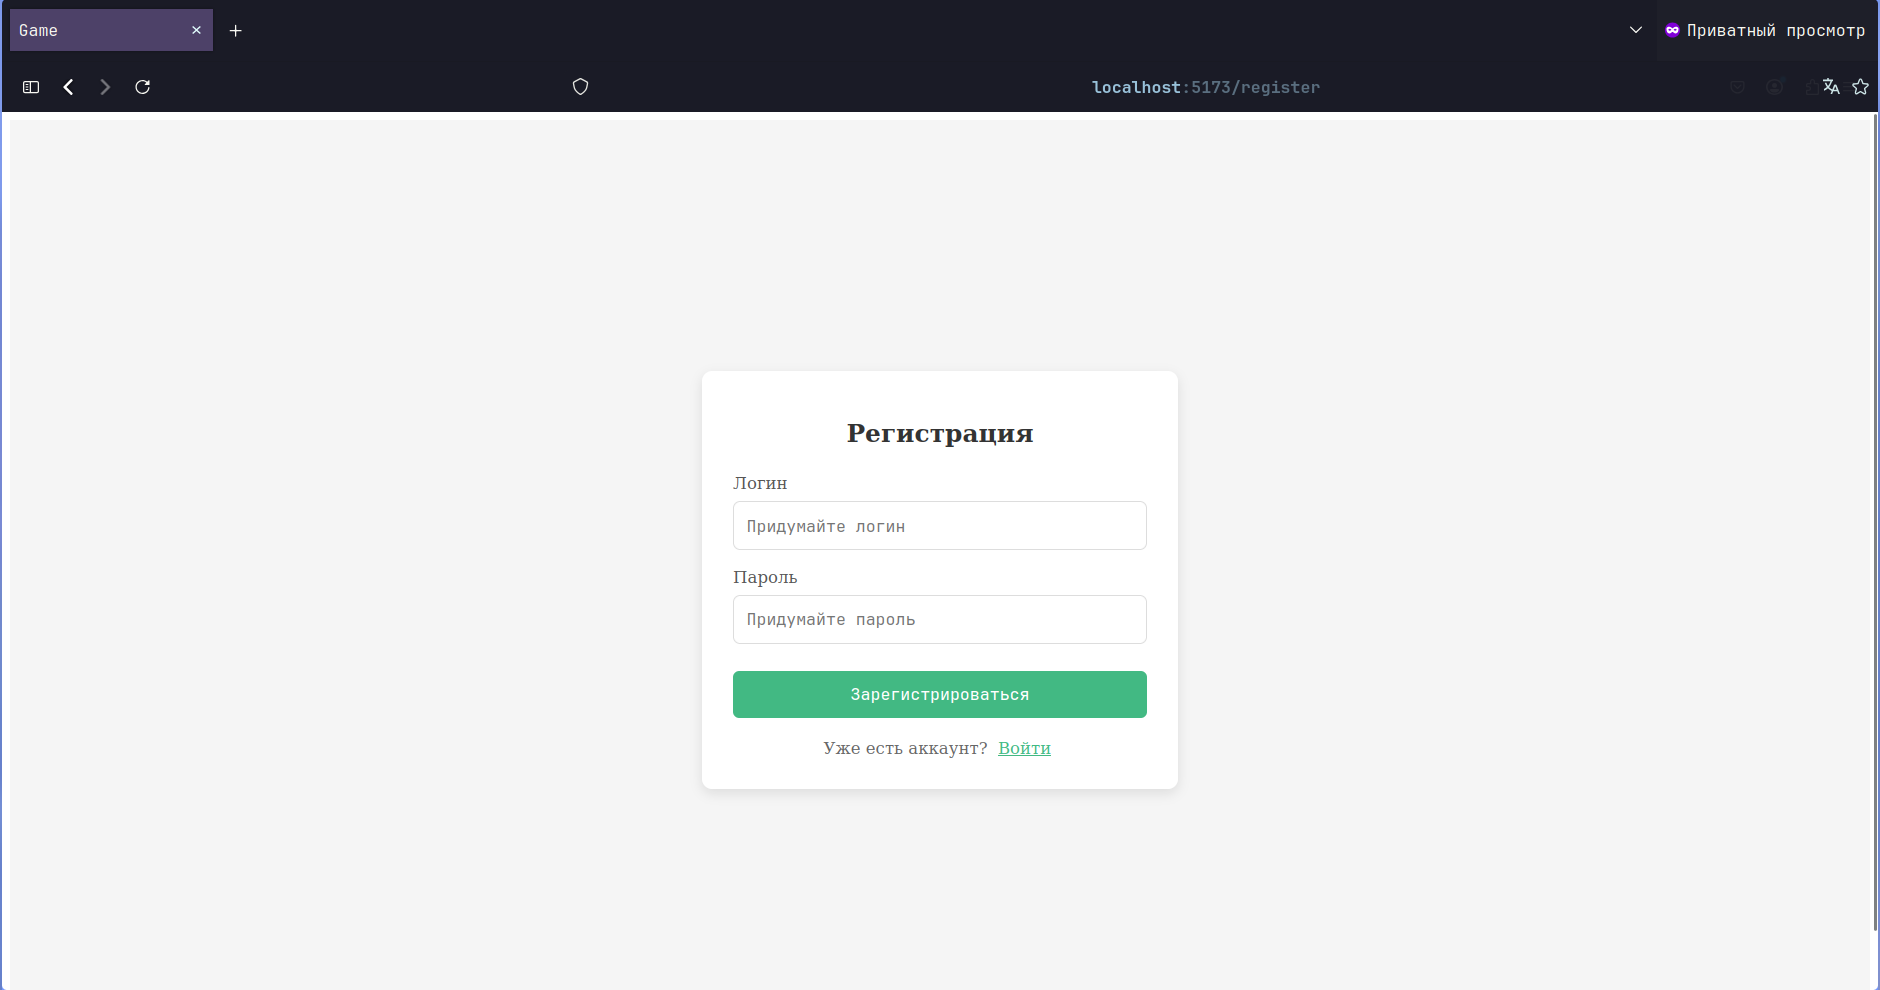 Game
Приватный просмотр
localhost:5173/register
Регистрация
Логин
Придумайте логин
Пароль
Придумайте пароль
Зарегистрироваться
Уже есть аккаунт? Войти